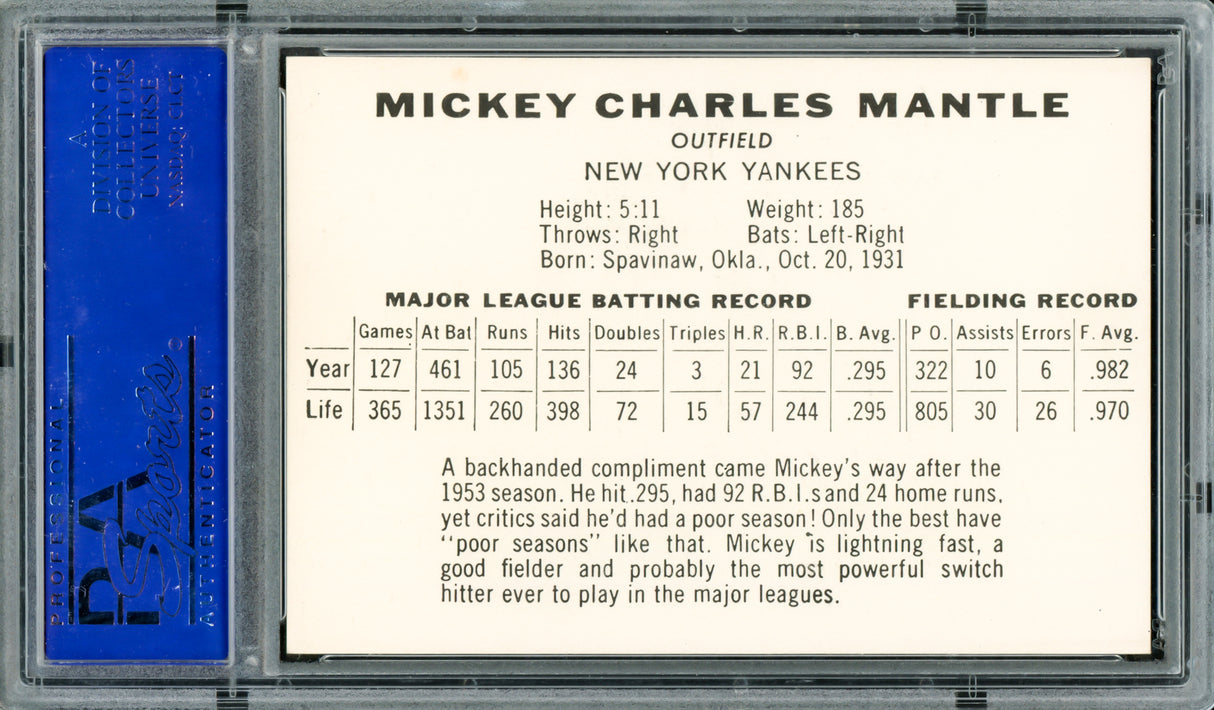 A
DIVISION OF
COLLECTORS
UNIVERSE
NASDAQ: CLCT
PROFESSIONAL
PSA
Sports
AUTHENTICATOR
MICKEY CHARLES MANTLE
OUTFIELD
NEW YORK YANKEES
Height: 5:11 Weight: 185
Throws: Right Bats: Left-Right
Born: Spavinaw, Okla., Oct. 20, 1931
MAJOR LEAGUE BATTING RECORD FIELDING RECORD
Games At Bat Runs Hits Doubles Triples H.R. R.B.I. B. Avg. P O. Assists Errors F. Avg.
Year 127 461 105 136 24 3 21 92 .295 322 10 6 .982
Life 365 1351 260 398 72 15 57 244 .295 805 30 26 .970
A backhanded compliment came Mickey's way after the
1953 season. He hit .295, had 92 R.B.I.s and 24 home runs,
yet critics said he'd had a poor season! Only the best have
"poor seasons" like that. Mickey is lightning fast, a
good fielder and probably the most powerful switch
hitter ever to play in the major leagues.